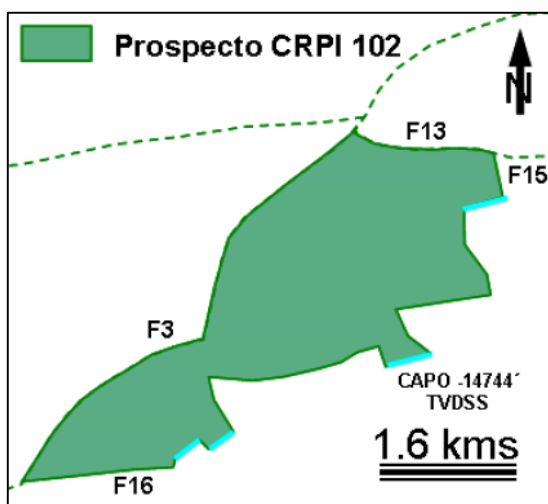 Prospecto CRPI 102
N
F13
F15
F3
CAPO -14744´
TVDSS
1.6 kms
F16